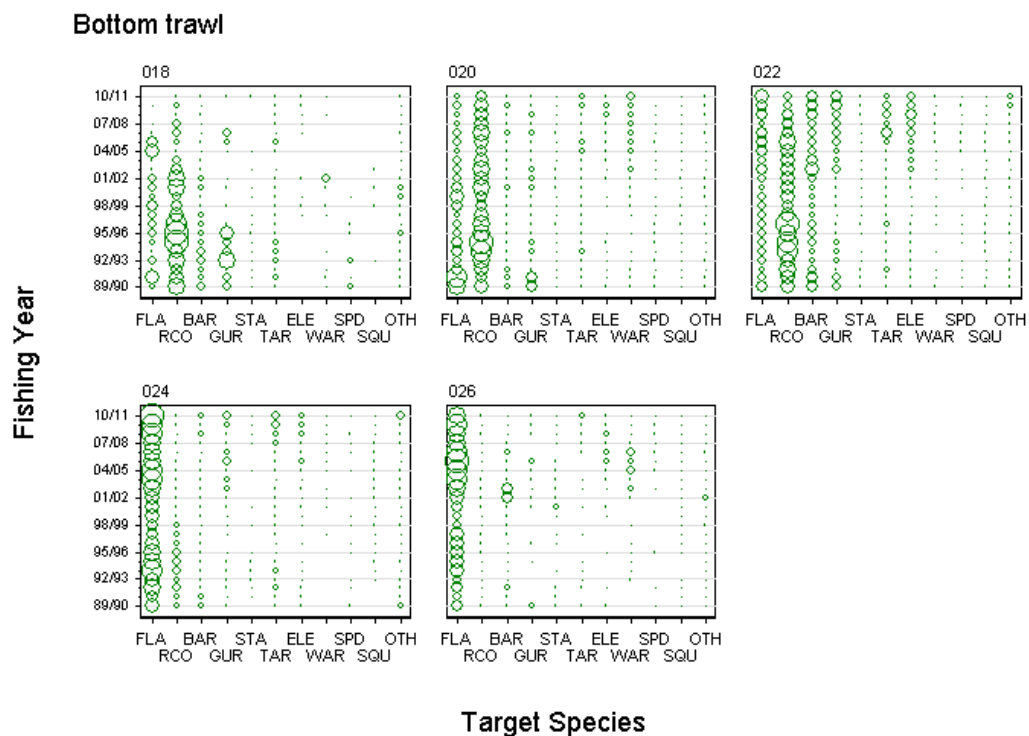 Bottom trawl
018
020
022
10/11
07/08
04/05
01/02
98/99
95/96
92/93
89/90
FLA BAR STA ELE SPD OTH
RCO GUR TAR WAR SQU
FLA BAR STA ELE SPD OTH
RCO GUR TAR WAR SQU
FLA BAR STA ELE SPD OTH
RCO GUR TAR WAR SQU
024
026
10/11
07/08
04/05
01/02
98/99
95/96
92/93
89/90
FLA BAR STA ELE SPD OTH
RCO GUR TAR WAR SQU
FLA BAR STA ELE SPD OTH
RCO GUR TAR WAR SQU
Fishing Year
Target Species